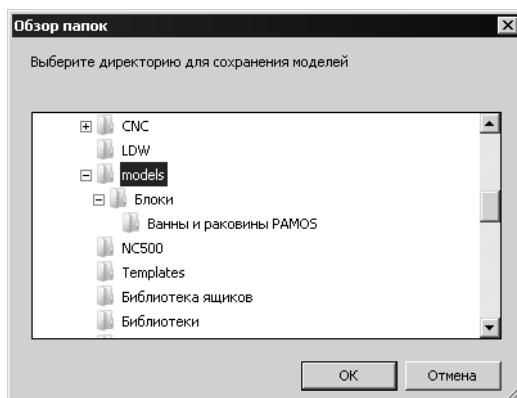 Обзор папок
Выберите директорию для сохранения моделей
CNC
LDW
models
Блоки
Ванны и раковины PAMOS
NC500
Templates
Библиотека ящиков
Библиотеки
OK
Отмена